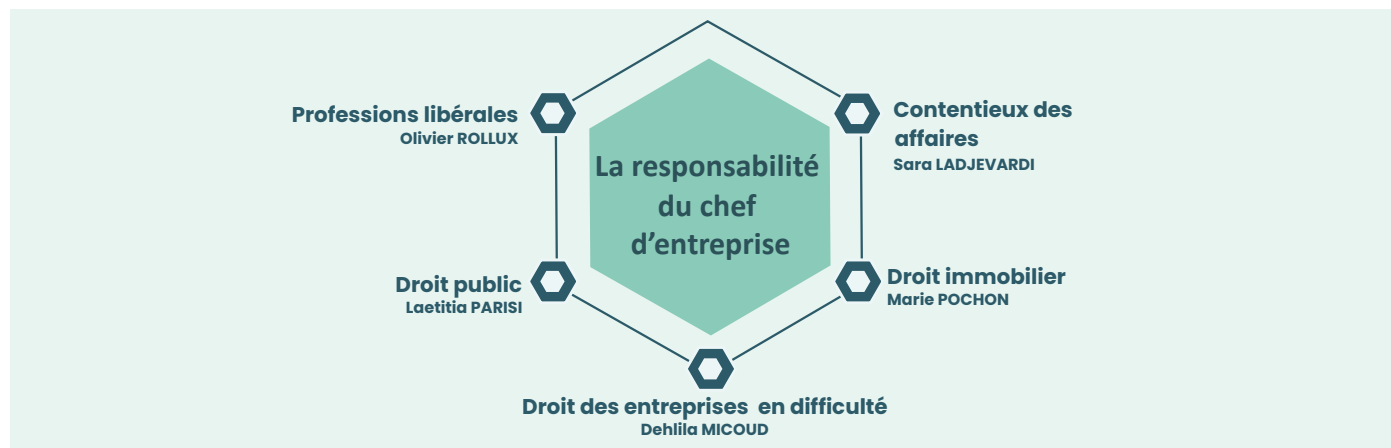 Professions libérales
Olivier ROLLUX
Contentieux des
affaires
Sara LADJEVARDI
La responsabilité
du chef
d’entreprise
Droit public
Laetitia PARISI
Droit immobilier
Marie POCHON
Droit des entreprises  en difficulté
Dehlila MICOUD